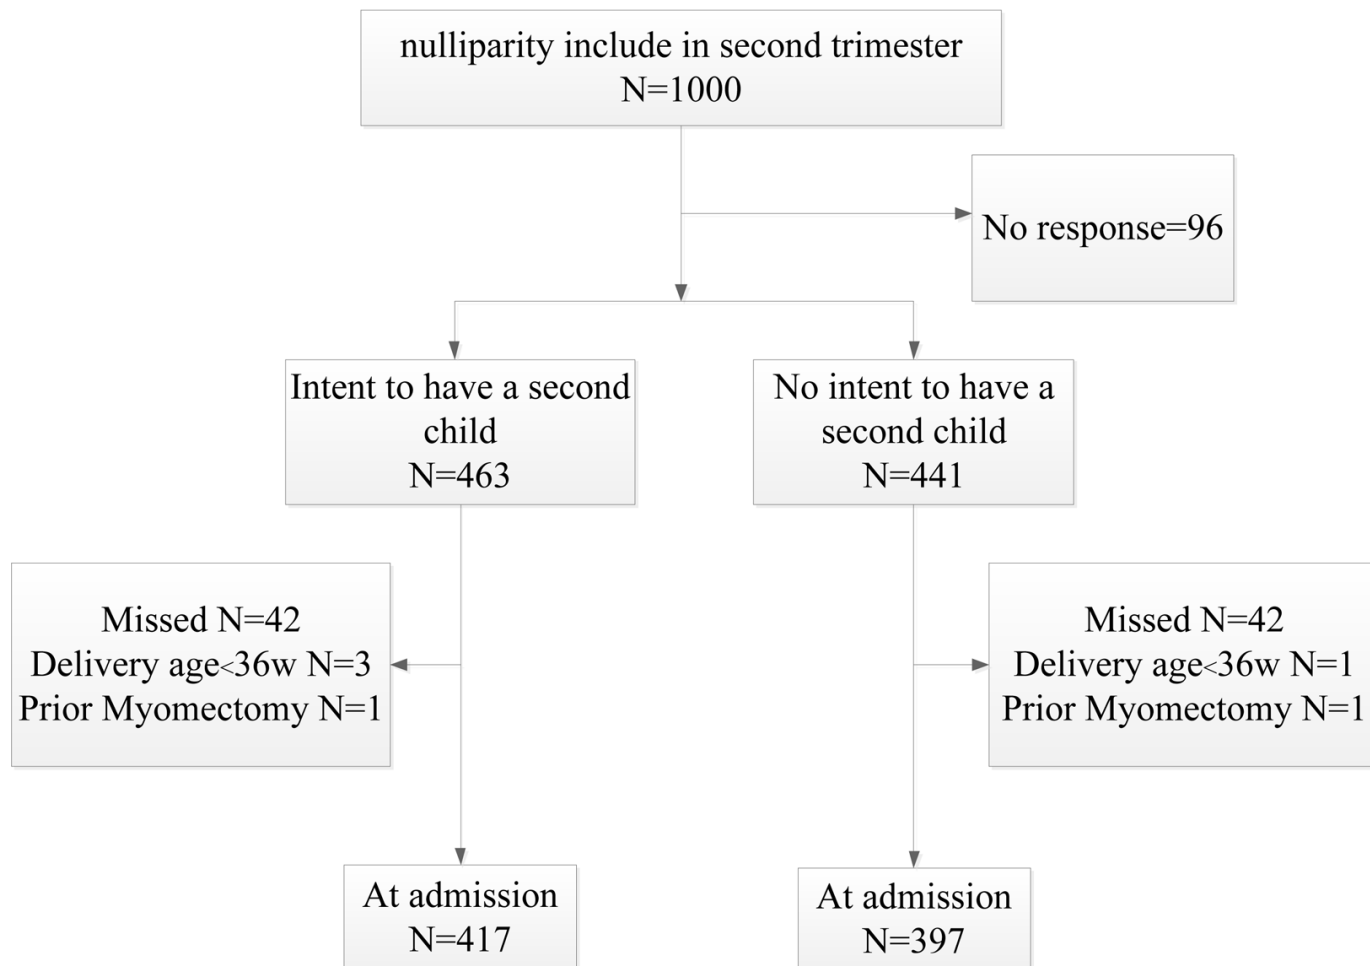 nulliparity include in second trimester
N=1000
No response=96
Intent to have a second
child
N=463
No intent to have a
second child
N=441
Missed N=42
Delivery age<36w N=3
Prior Myomectomy N=1
Missed N=42
Delivery age<36w N=1
Prior Myomectomy N=1
At admission
N=417
At admission
N=397